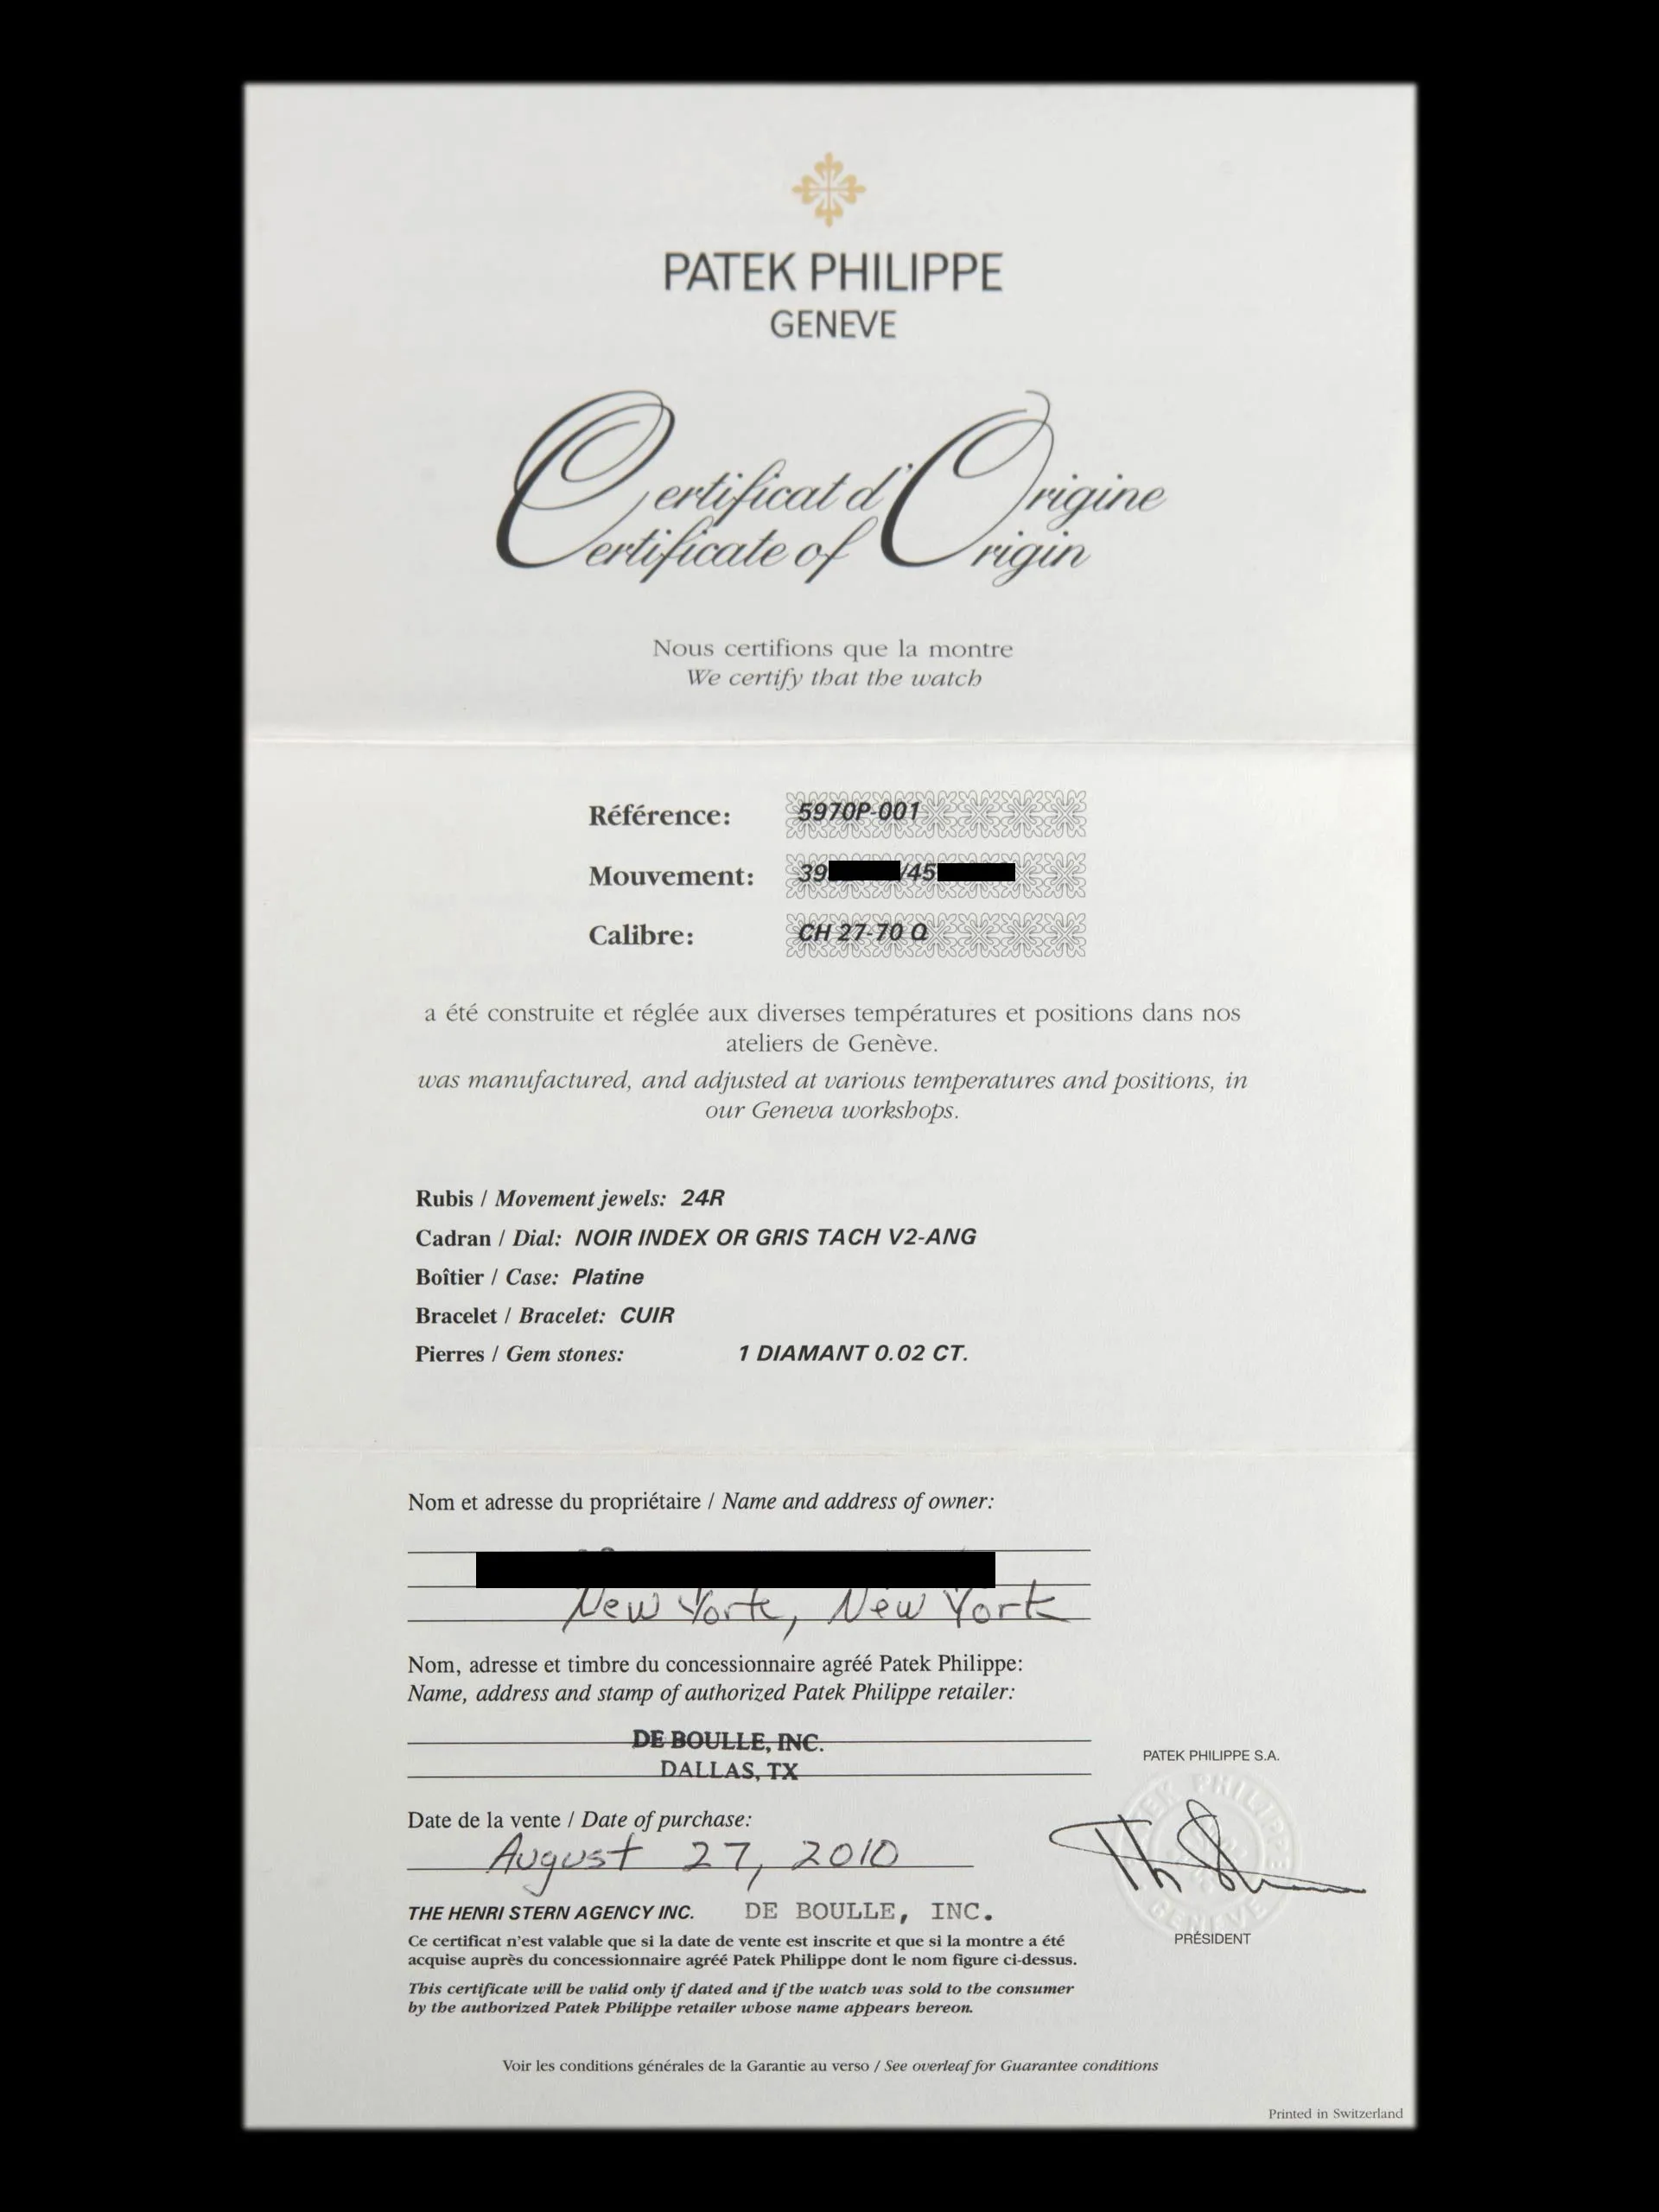 PATEK PHILIPPE
GENEVE
Certificat d'Origine
Certificate of Origin
Nous certifions que la montre
We certify that the watch
Référence: 5970P-001
Mouvement: 39 /45
Calibre: CH 27-70 Q
a été construite et réglée aux diverses températures et positions dans nos
ateliers de Genève.
was manufactured, and adjusted at various temperatures and positions, in
our Geneva workshops.
Rubis / Movement jewels: 24R
Cadran / Dial: NOIR INDEX OR GRIS TACH V2-ANG
Boîtier / Case: Platine
Bracelet / Bracelet: CUIR
Pierres / Gem stones: 1 DIAMANT 0.02 CT.
Nom et adresse du propriétaire / Name and address of owner:
New York, New York
Nom, adresse et timbre du concessionnaire agréé Patek Philippe:
Name, address and stamp of authorized Patek Philippe retailer:
DE BOULLE, INC.
DALLAS, TX
PATEK PHILIPPE S.A.
PATEK PHILIPPE
GENEVE
Date de la vente / Date of purchase:
August 27, 2010
THE HENRI STERN AGENCY INC. DE BOULLE, INC.
PRÉSIDENT
Ce certificat n'est valable que si la date de vente est inscrite et que si la montre a été
acquise auprès du concessionnaire agréé Patek Philippe dont le nom figure ci-dessus.
This certificate will be valid only if dated and if the watch was sold to the consumer
by the authorized Patek Philippe retailer whose name appears hereon.
Voir les conditions générales de la Garantie au verso / See overleaf for Guarantee conditions
Printed in Switzerland